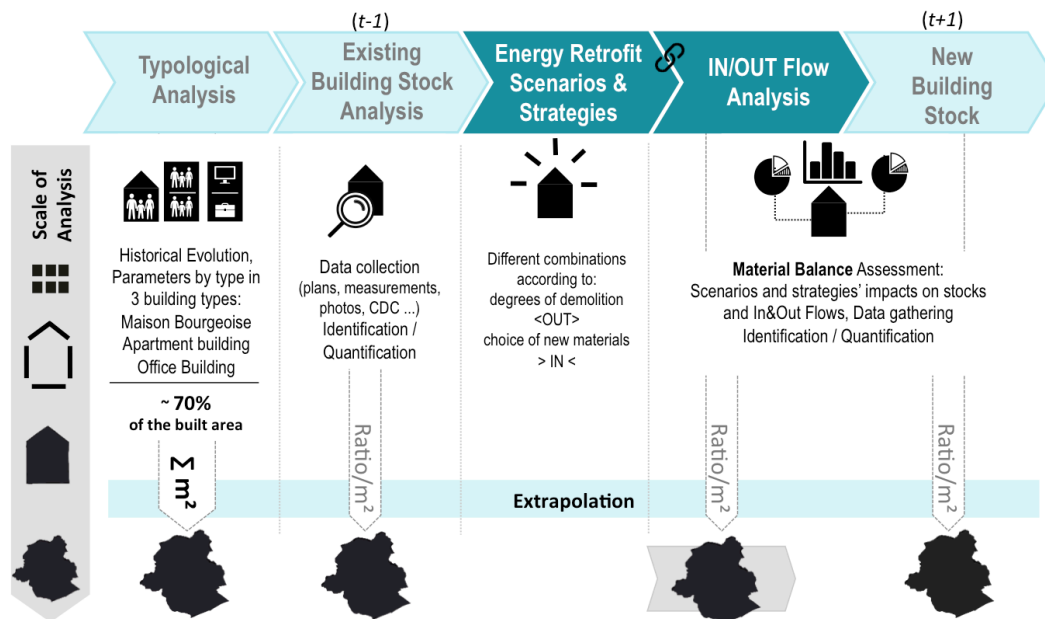 (t-1)
(t+1)
Typological
Analysis
Existing
Building Stock
Analysis
Energy Retrofit
Scenarios &
Strategies
IN/OUT Flow
Analysis
New
Building
Stock
Scale of
Analysis
Historical Evolution,
Parameters by type in
3 building types:
Maison Bourgeoise
Apartment building
Office Building
~ 70%
of the built area
Σ m²
Data collection
(plans, measurements,
photos, CDC ...)
Identification /
Quantification
Ratio/m²
Different combinations
according to:
degrees of demolition
<OUT>
choice of new materials
> IN <
Material Balance Assessment:
Scenarios and strategies' impacts on stocks
and In&Out Flows, Data gathering
Identification / Quantification
Ratio/m²
Ratio/m²
Extrapolation